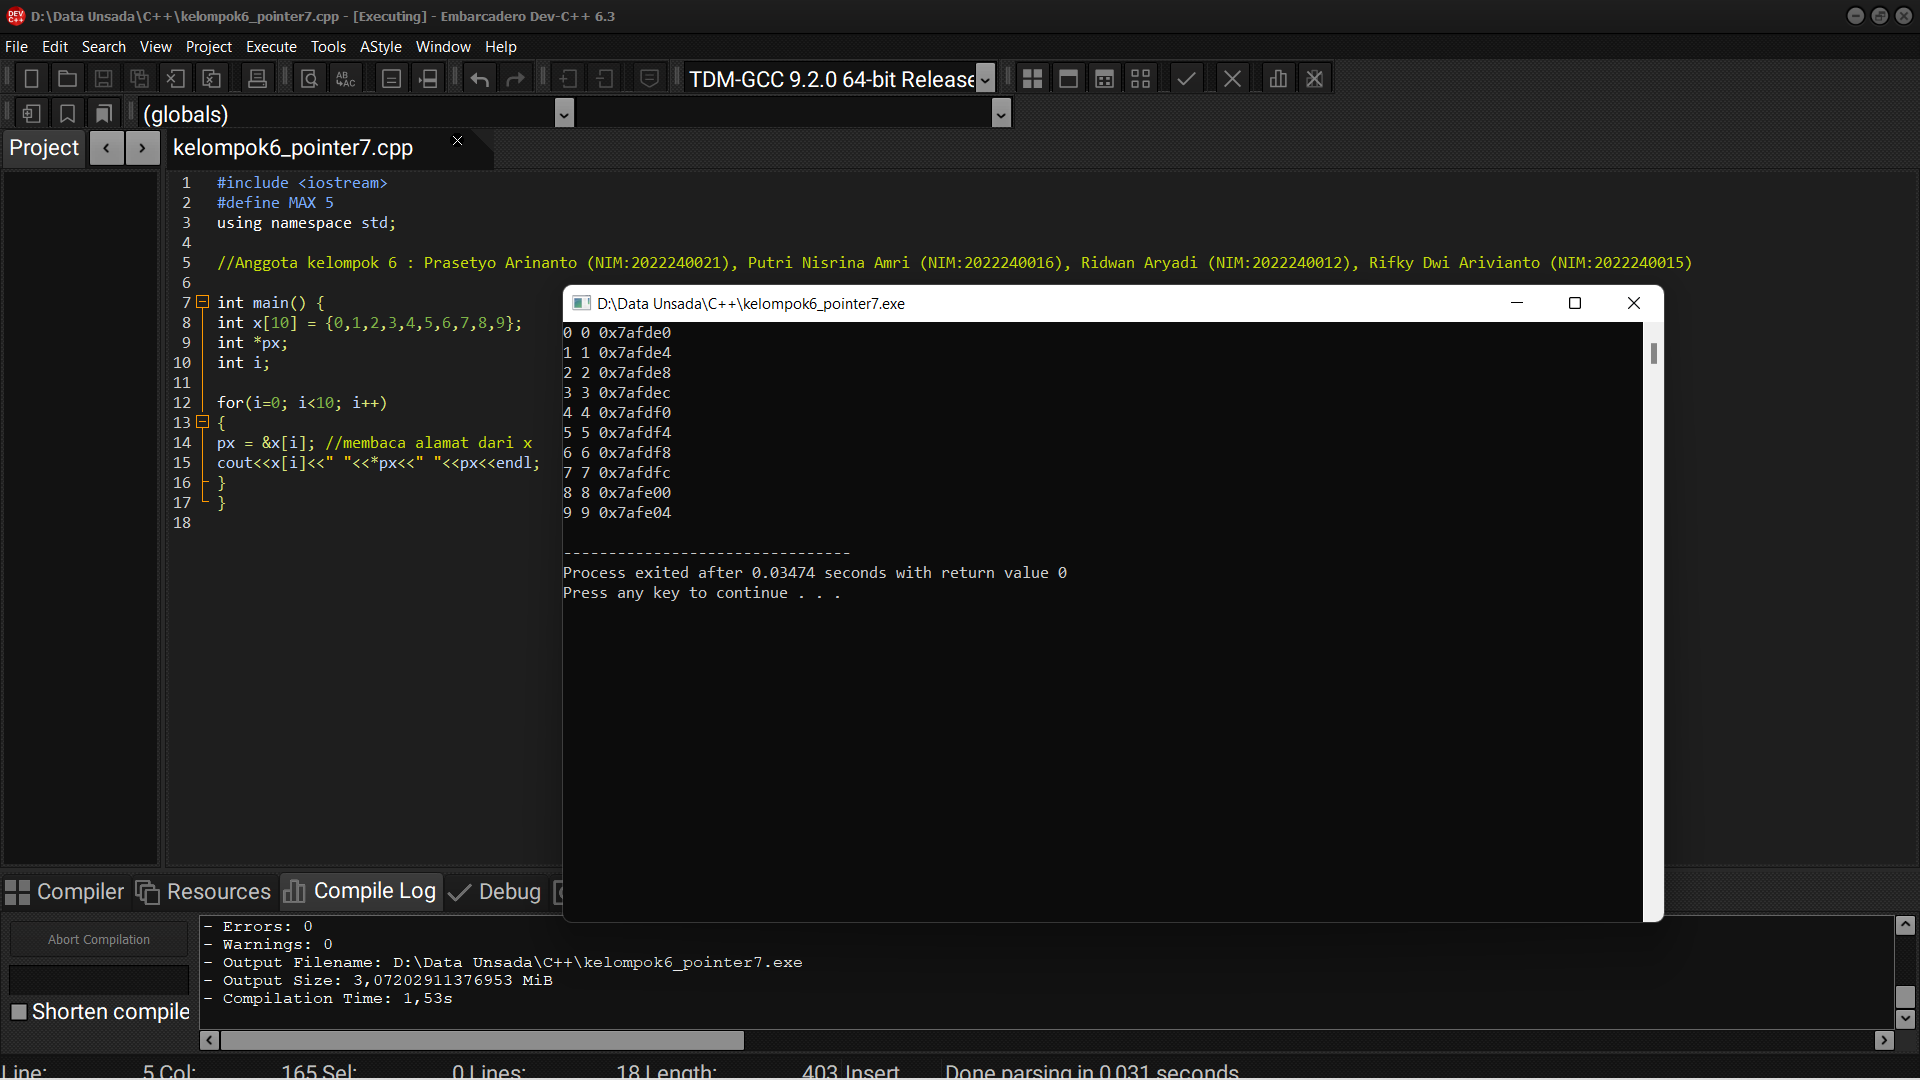 D:\Data Unsada\C++\kelompok6_pointer7.cpp - [Executing] - Embarcadero Dev-C++ 6.3
File Edit Search View Project Execute Tools AStyle Window Help
TDM-GCC 9.2.0 64-bit Release
(globals)
Project kelompok6_pointer7.cpp
1 #include <iostream>
2 #define MAX 5
3 using namespace std;
4
5 //Anggota kelompok 6 : Prasetyo Arinanto (NIM:2022240021), Putri Nisrina Amri (NIM:2022240016), Ridwan Aryadi (NIM:2022240012), Rifky Dwi Arivianto (NIM:2022240015)
6
7 int main() {
8 int x[10] = {0,1,2,3,4,5,6,7,8,9};
9 int *px;
10 int i;
11
12 for(i=0; i<10; i++)
13 {
14 px = &x[i]; //membaca alamat dari x
15 cout<<x[i]<<" "<<*px<<" "<<px<<endl;
16 }
17 }
18
D:\Data Unsada\C++\kelompok6_pointer7.exe
0 0 0x7afde0
1 1 0x7afde4
2 2 0x7afde8
3 3 0x7afdec
4 4 0x7afdf0
5 5 0x7afdf4
6 6 0x7afdf8
7 7 0x7afdfc
8 8 0x7afe00
9 9 0x7afe04
--------------------------------
Process exited after 0.03474 seconds with return value 0
Press any key to continue . . .
Compiler Resources Compile Log Debug
Abort Compilation
Shorten compile
- Errors: 0
- Warnings: 0
- Output Filename: D:\Data Unsada\C++\kelompok6_pointer7.exe
- Output Size: 3,07202911376953 MiB
- Compilation Time: 1,53s
Line: 5 Col: 165 Sel: 0 Lines: 18 Length: 403 Insert Done parsing in 0,031 seconds